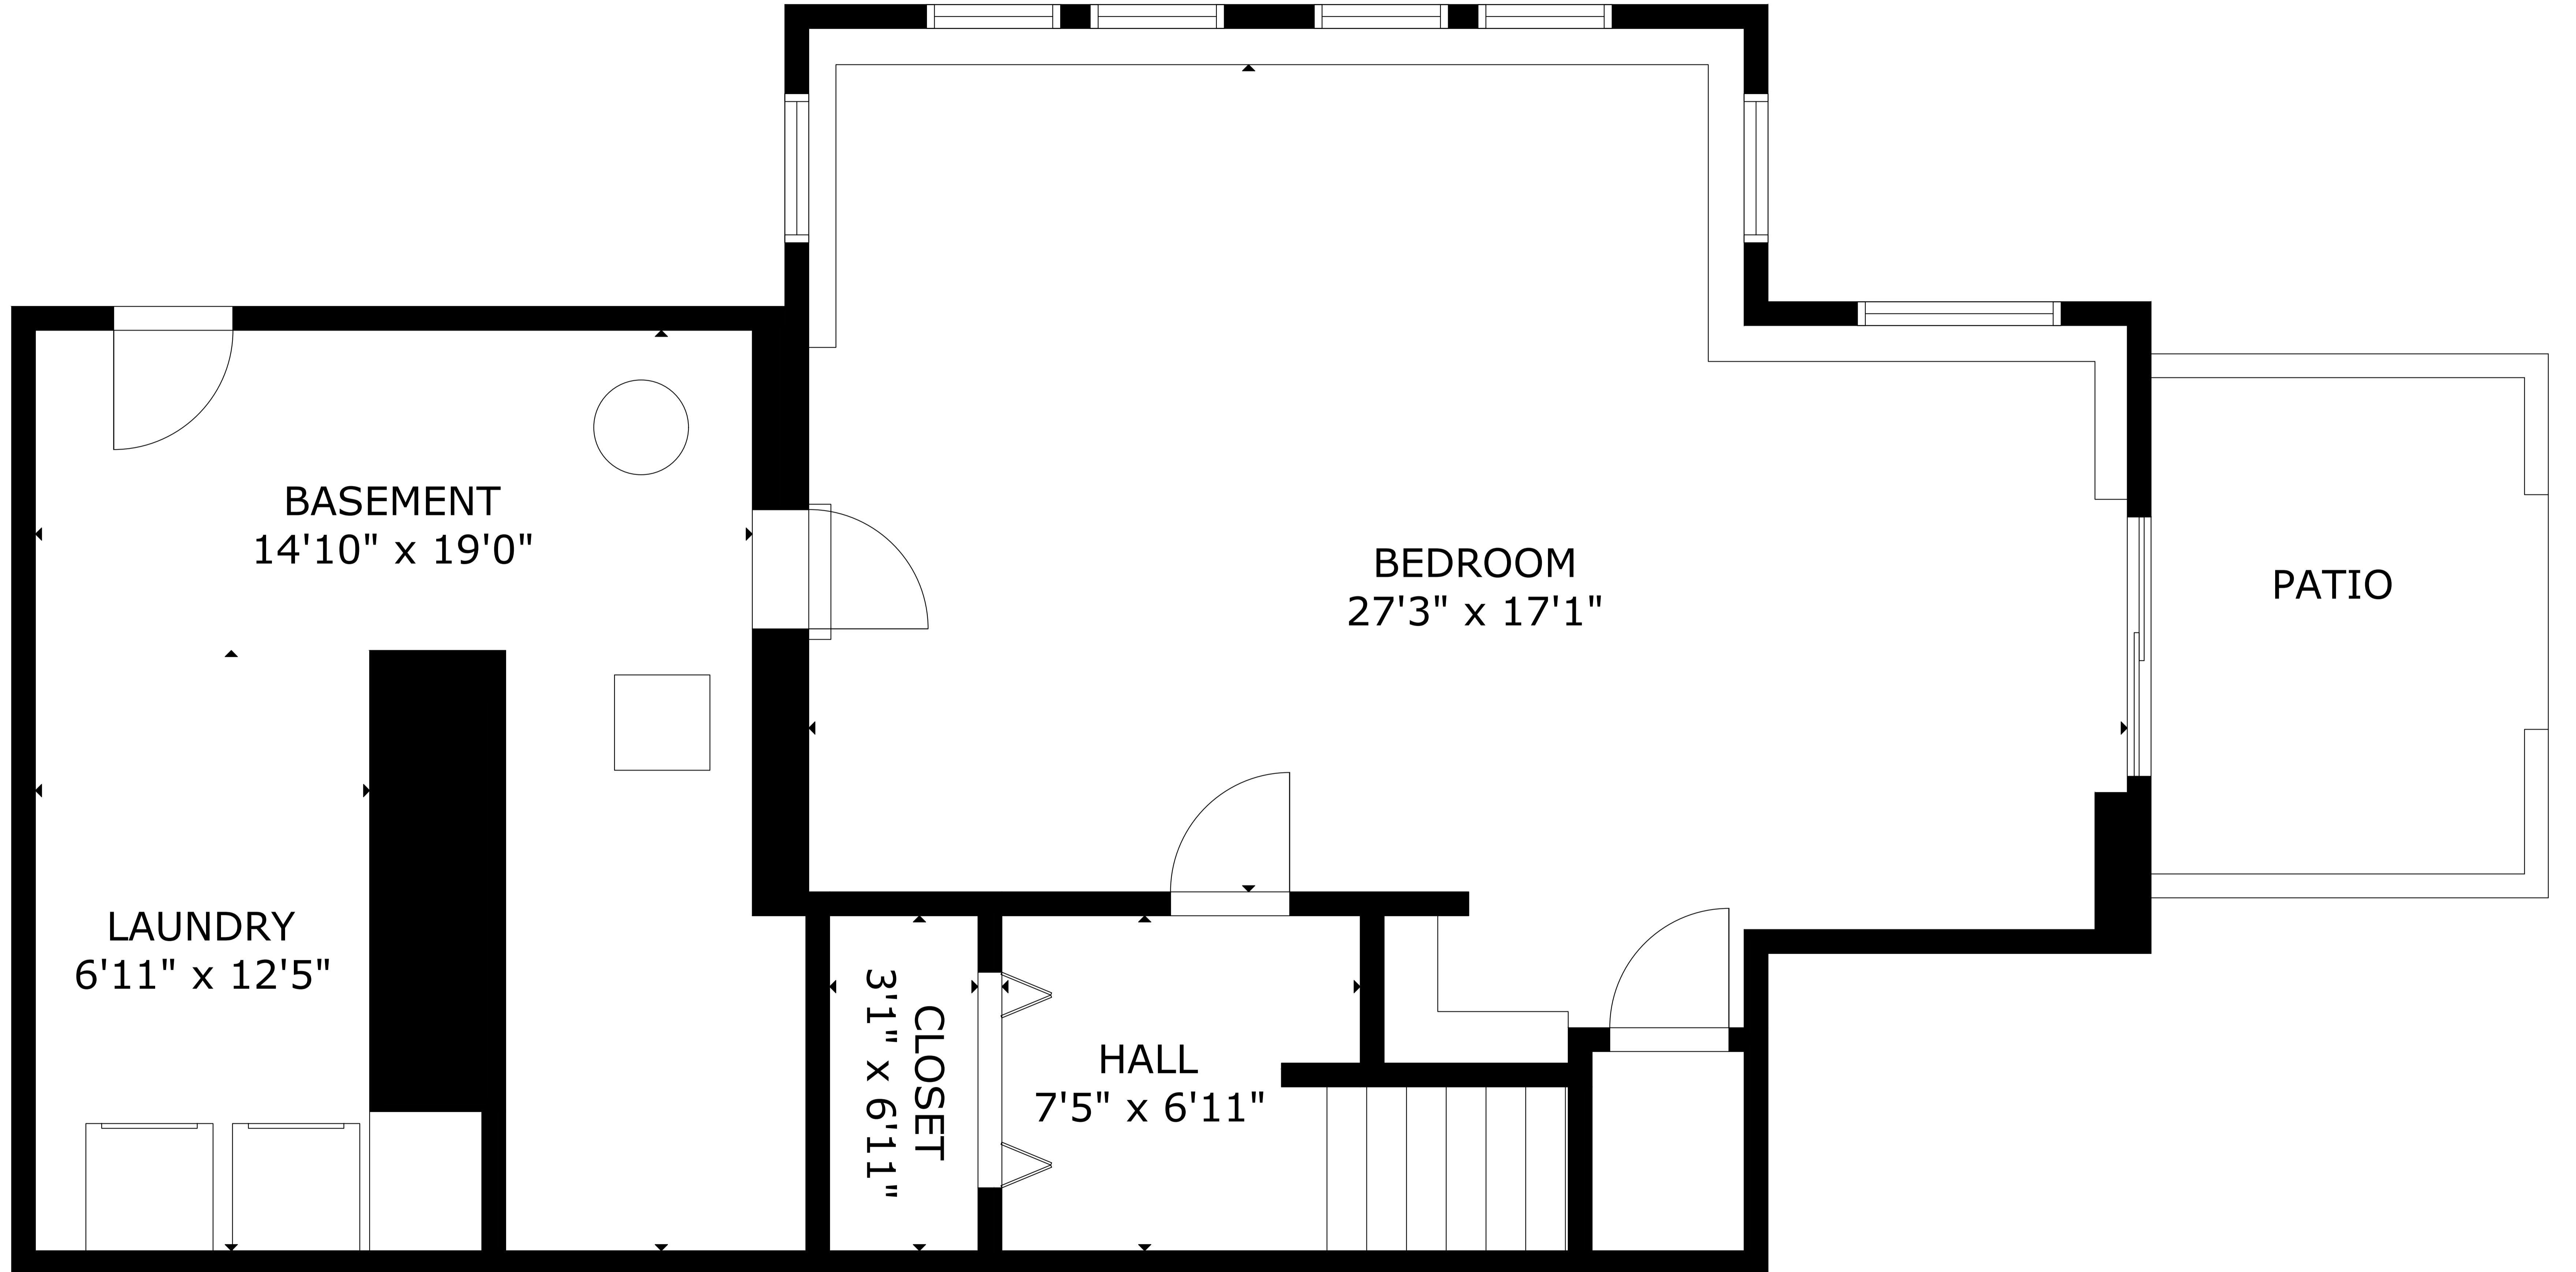 BASEMENT
14'10" x 19'0"
BEDROOM
27'3" x 17'1"
PATIO
LAUNDRY
6'11" x 12'5"
CLOSET
3'1" x 6'11"
HALL
7'5" x 6'11"